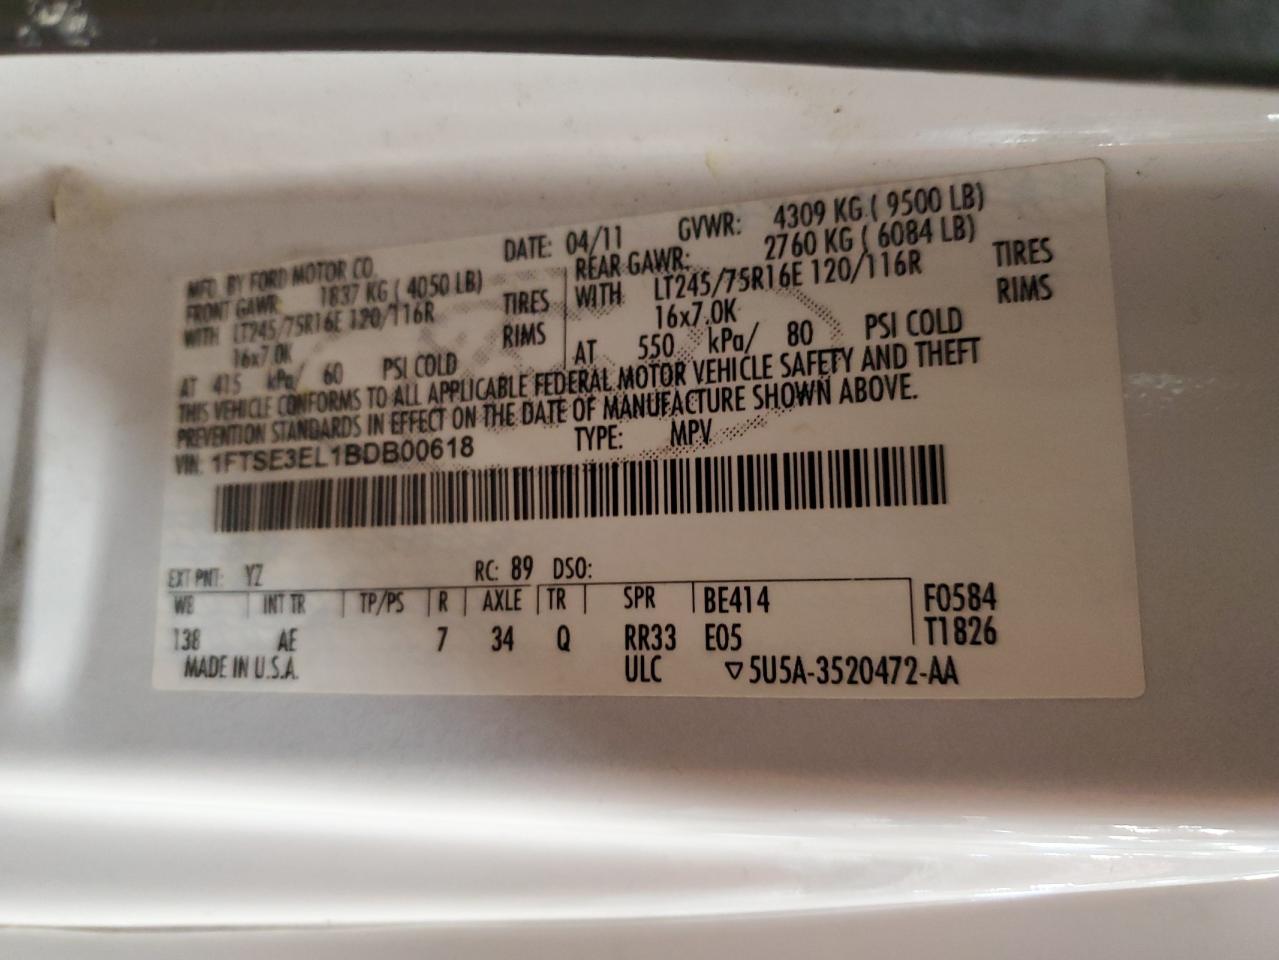 MFD. BY FORD MOTOR CO. DATE: 04/11 GVWR: 4309 KG ( 9500 LB)
FRONT GAWR: 1837 KG ( 4050 LB) REAR GAWR: 2760 KG ( 6084 LB)
WITH LT245/75R16E 120/116R TIRES WITH LT245/75R16E 120/116R TIRES
16x7.0K RIMS 16x7.0K RIMS
AT 415 kPa/ 60 PSI COLD AT 550 kPa/ 80 PSI COLD
THIS VEHICLE CONFORMS TO ALL APPLICABLE FEDERAL MOTOR VEHICLE SAFETY AND THEFT
PREVENTION STANDARDS IN EFFECT ON THE DATE OF MANUFACTURE SHOWN ABOVE.
VIN: 1FTSE3EL1BDB00618 TYPE: MPV
EXT PNT: YZ RC: 89 DSO:
WB INT TR TP/PS R AXLE TR SPR BE414 F0584
138 AE 7 34 Q RR33 E05 T1826
MADE IN U.S.A. ULC ▽5U5A-3520472-AA